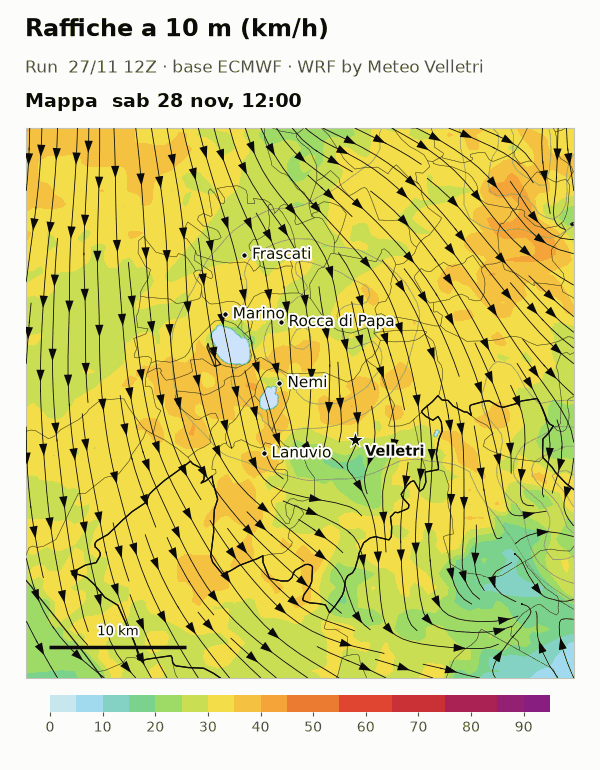 Raffiche a 10 m (km/h)
Run  27/11 12Z · base ECMWF · WRF by Meteo Velletri
Mappa  sab 28 nov, 12:00
Frascati
Marino
Rocca di Papa
Nemi
Velletri
Lanuvio
10 km
0 10 20 30 40 50 60 70 80 90